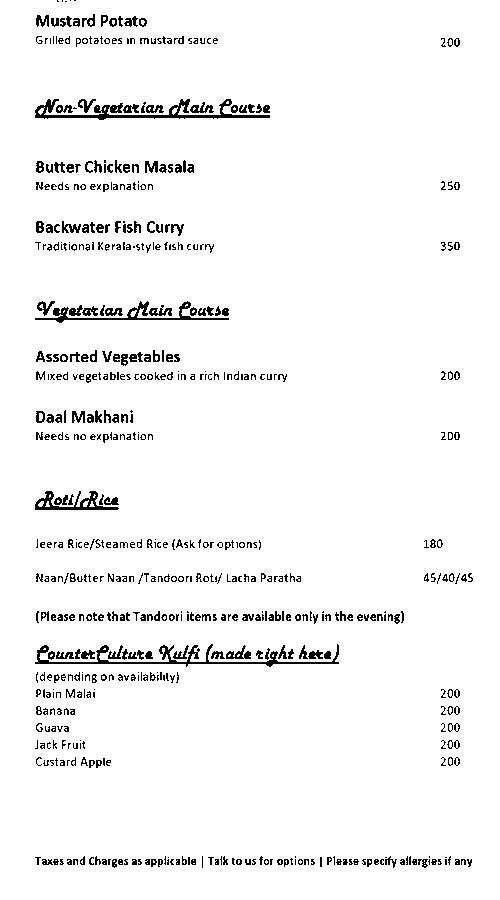 Mustard Potato
Grilled potatoes in mustard sauce 200
Non-Vegetarian Main Course
Butter Chicken Masala
Needs no explanation 250
Backwater Fish Curry
Traditional Kerala-style fish curry 350
Vegetarian Main Course
Assorted Vegetables
Mixed vegetables cooked in a rich Indian curry 200
Daal Makhani
Needs no explanation 200
Roti/Rice
Jeera Rice/Steamed Rice (Ask for options) 180
Naan/Butter Naan /Tandoori Roti/ Lacha Paratha 45/40/45
(Please note that Tandoori items are available only in the evening)
CounterCulture Kulfi (made right here)
(depending on availability)
Plain Malai 200
Banana 200
Guava 200
Jack Fruit 200
Custard Apple 200
Taxes and Charges as applicable | Talk to us for options | Please specify allergies if any